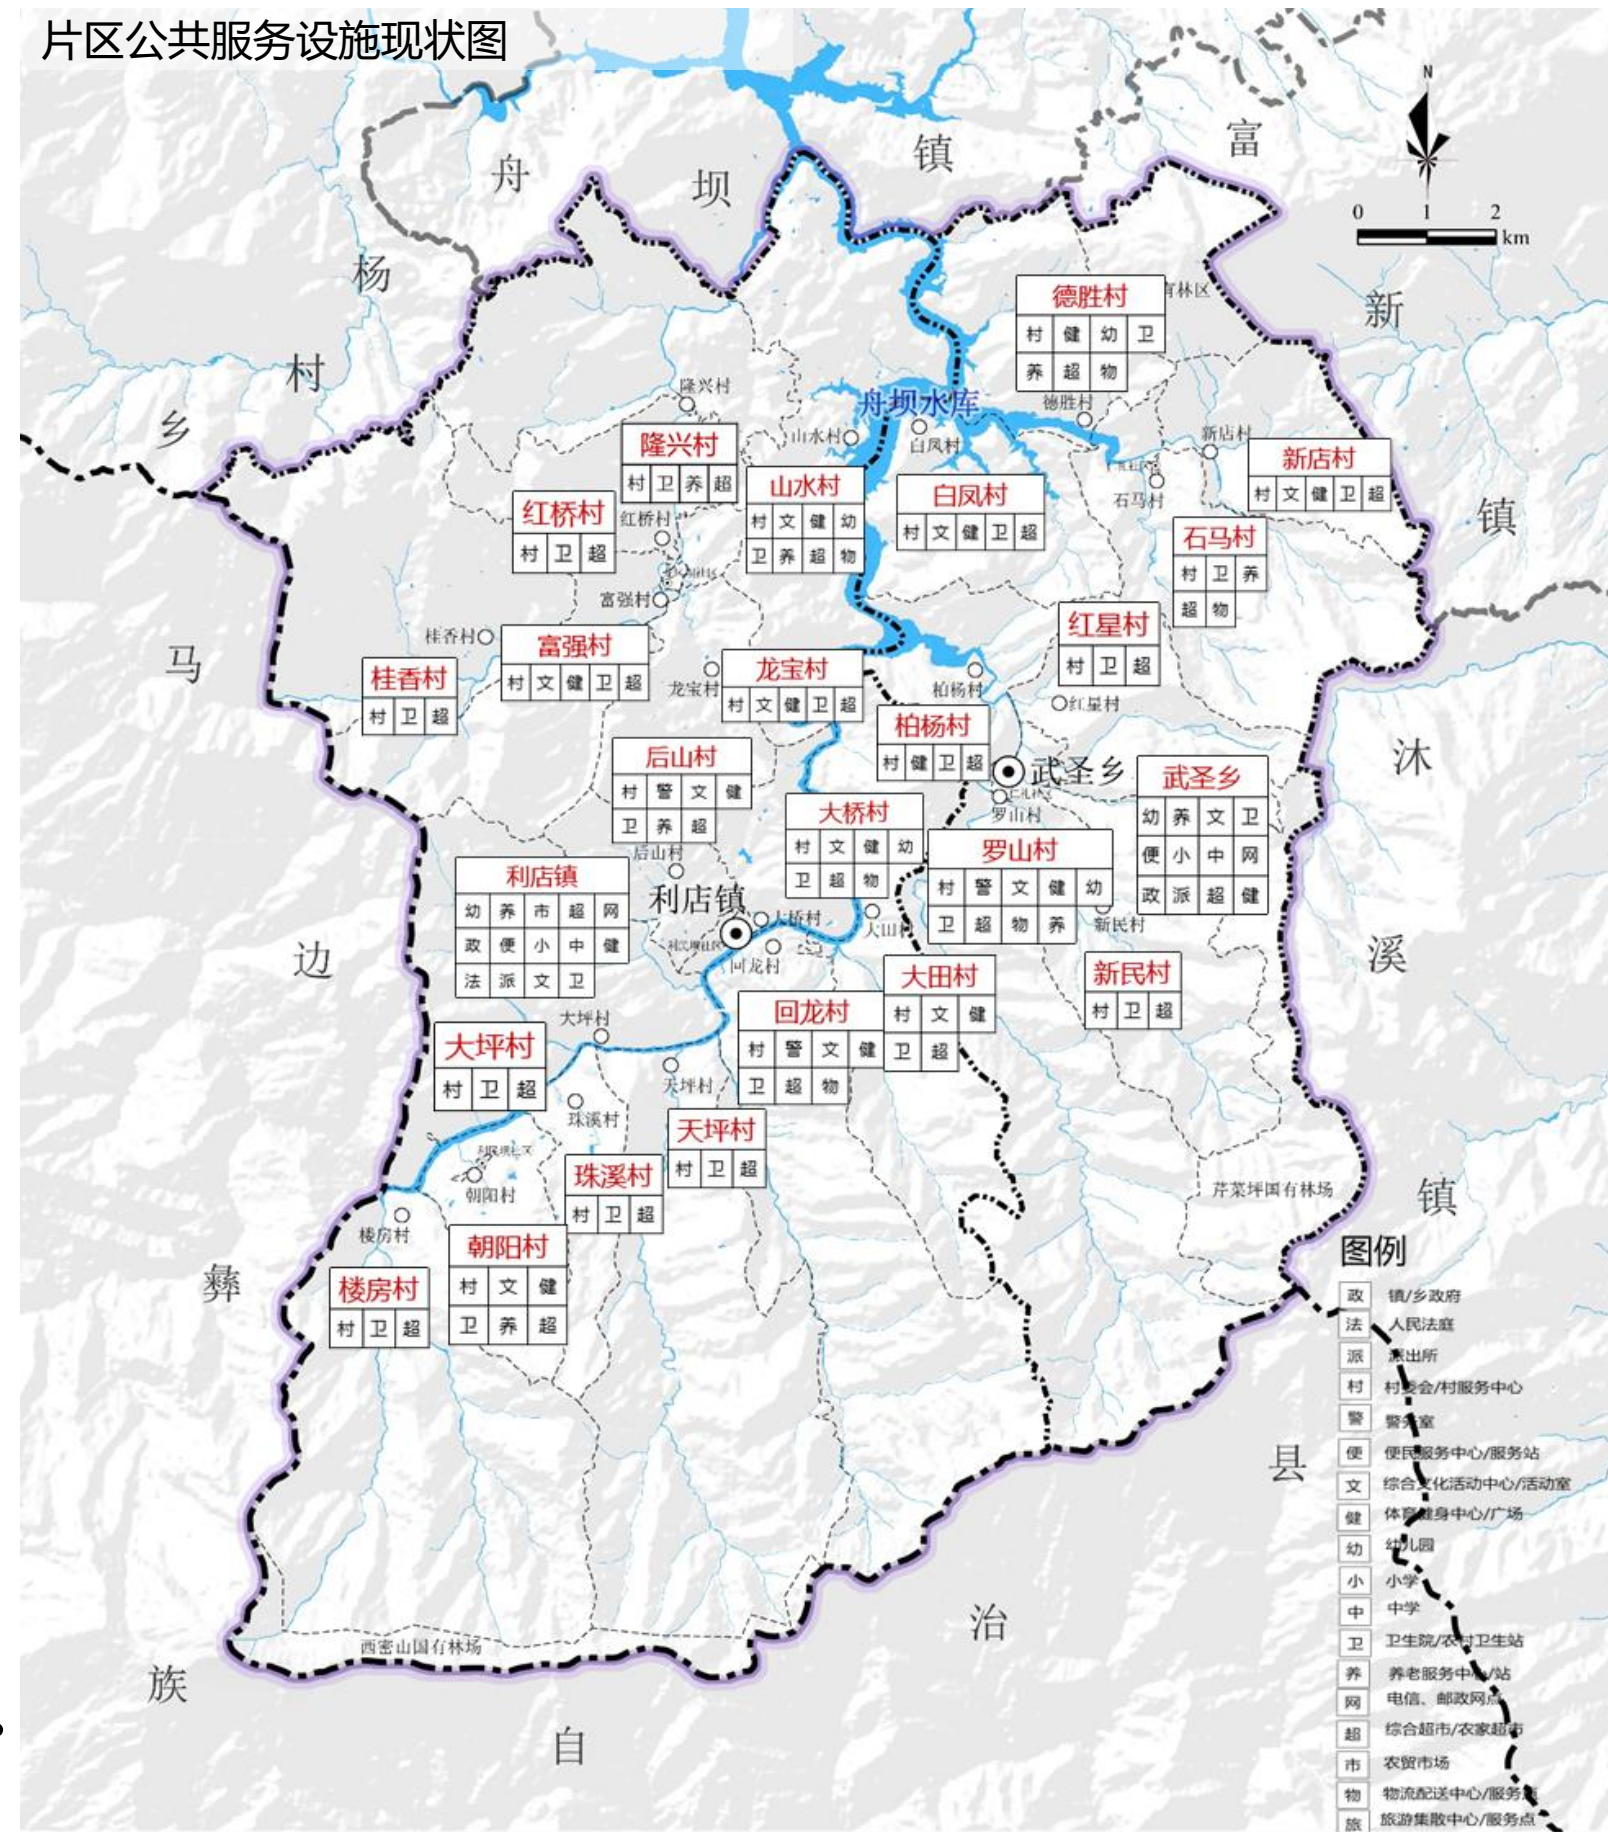 片区公共服务设施现状图
N
0 1 2
km
舟
坝
镇
富
新
镇
杨
村
乡
马
边
彝
族
自
治
县
沐
溪
镇
育林区
德胜村
村 健 幼 卫
养 超 物
德胜村
隆兴村
舟坝水库
山水村
白凤村
新店村
新店村
村 文 健 卫 超
隆兴村
村 卫 养 超
山水村
村 文 健 幼
卫 养 超 物
白凤村
村 文 健 卫 超
石马村
石马村
村 卫 养
超 物
红桥村
村 卫 超
红桥村
富强村
桂香村
桂香村
村 卫 超
富强村
村 文 健 卫 超
龙宝村
龙宝村
村 文 健 卫 超
柏杨村
红星村
村 卫 超
红星村
柏杨村
村 健 卫 超
武圣乡
罗山村
武圣乡
幼 养 文 卫
便 小 中 网
政 派 超 健
后山村
村 警 文 健
卫 养 超
后山村
大桥村
村 文 健 幼
卫 超 物
罗山村
村 警 文 健 幼
卫 超 物 养
新民村
利店镇
幼 养 市 超 网
政 便 小 中 健
法 派 文 卫
利店镇
大桥村
回龙村
大田村
大田村
村 文 健
卫 超
新民村
村 卫 超
回龙村
村 警 文 健
卫 超 物
大坪村
大坪村
村 卫 超
天坪村
珠溪村
天坪村
村 卫 超
珠溪村
村 卫 超
朝阳村
楼房村
朝阳村
村 文 健
卫 养 超
楼房村
村 卫 超
芹菜坪国有林场
西密山国有林场
图例
政 镇/乡政府
法 人民法庭
派 派出所
村 村委会/村服务中心
警 警务室
便 便民服务中心/服务站
文 综合文化活动中心/活动室
健 体育健身中心/广场
幼 幼儿园
小 小学
中 中学
卫 卫生院/农村卫生站
养 养老服务中心/站
网 电信、邮政网点
超 综合超市/农家超市
市 农贸市场
物 物流配送中心/服务点
旅 旅游集散中心/服务点